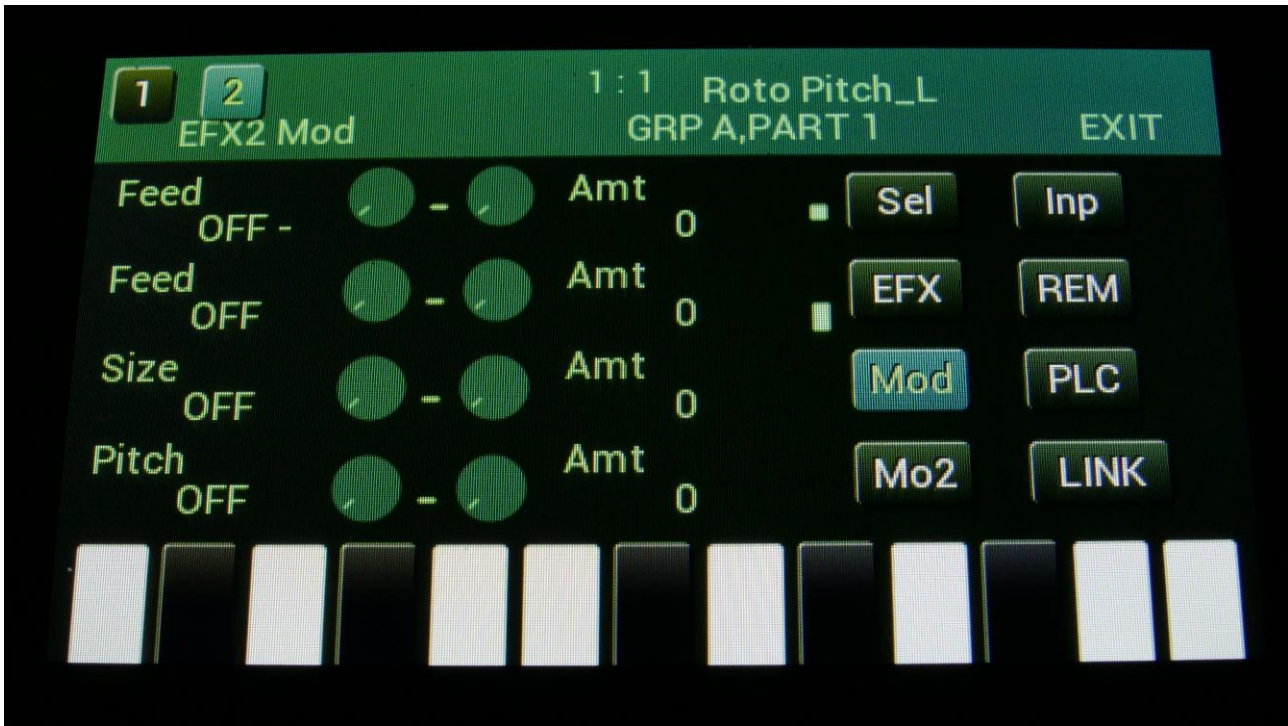 1 2 1 : 1 Roto Pitch_L
EFX2 Mod GRP A,PART 1 EXIT
Feed Amt Sel Inp
OFF - - 0
Feed Amt EFX REM
OFF - 0
Size Amt Mod PLC
OFF - 0
Pitch Amt Mo2 LINK
OFF - 0